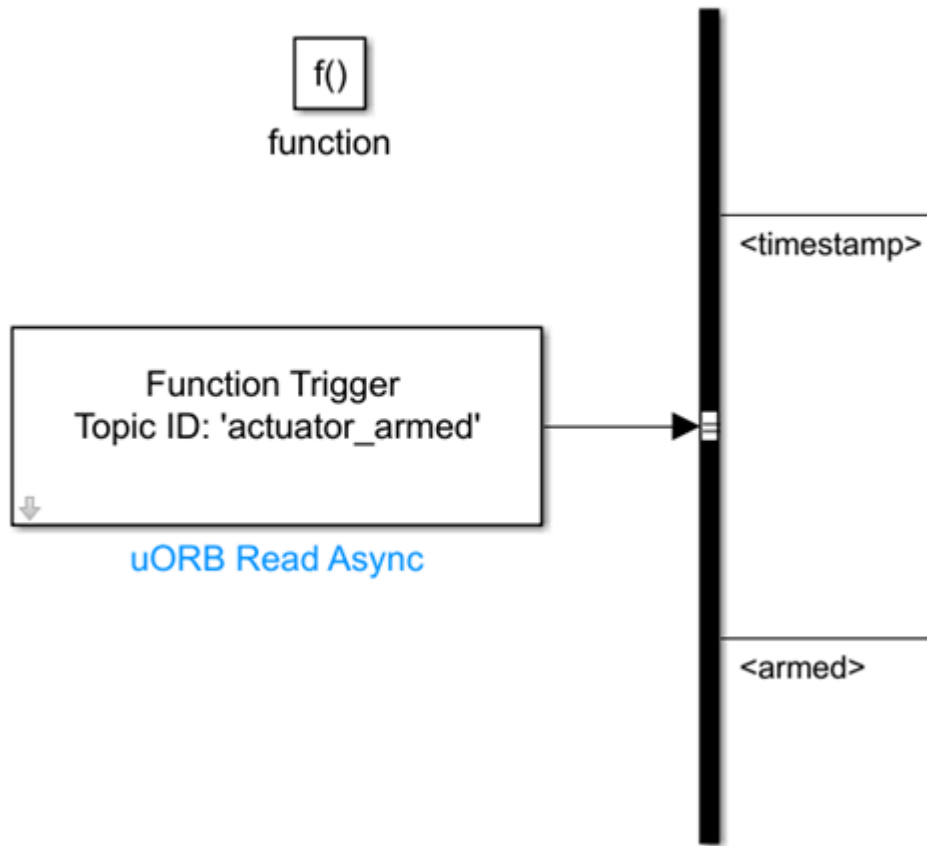 f()
function
<timestamp>
Function Trigger
Topic ID: 'actuator_armed'
uORB Read Async
<armed>